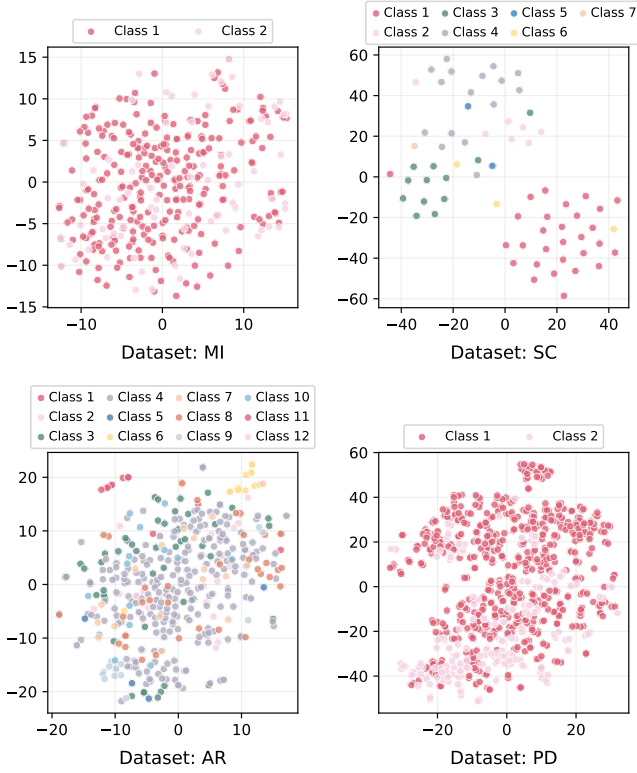 Class 1 Class 2
15
10
5
0
−5
−10
−15
−10 0 10
Dataset: MI
Class 1 Class 3 Class 5 Class 7
Class 2 Class 4 Class 6
60
40
20
0
−20
−40
−60
−40 −20 0 20 40
Dataset: SC
Class 1 Class 4 Class 7 Class 10
Class 2 Class 5 Class 8 Class 11
Class 3 Class 6 Class 9 Class 12
20
10
0
−10
−20
−20 −10 0 10
Dataset: AR
Class 1 Class 2
60
40
20
0
−20
−40
−20 0 20
Dataset: PD